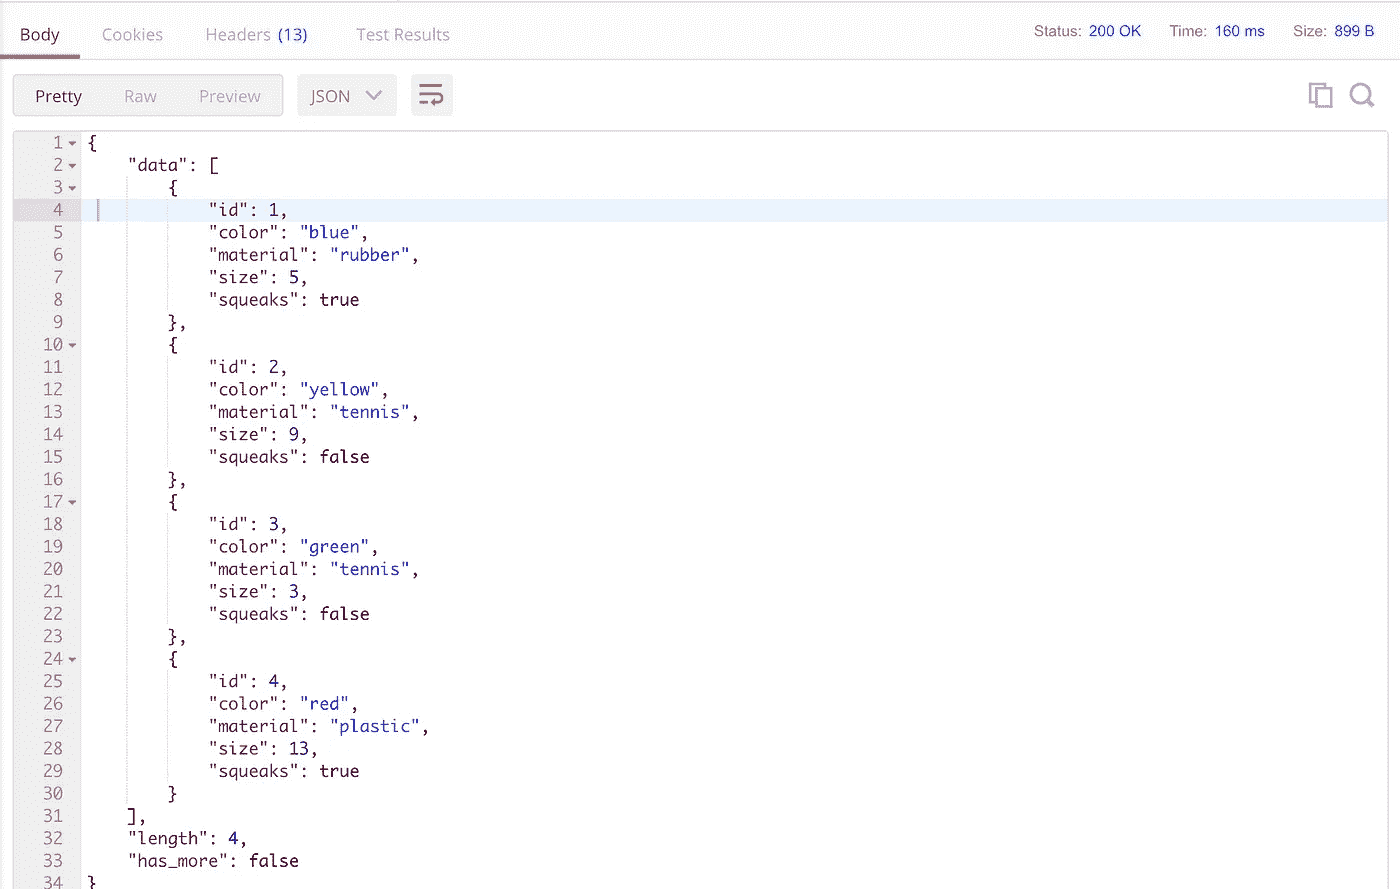 Body Cookies Headers (13) Test Results Status: 200 OK Time: 160 ms Size: 899 B
Pretty Raw Preview JSON
1 {
2 "data": [
3 {
4 "id": 1,
5 "color": "blue",
6 "material": "rubber",
7 "size": 5,
8 "squeaks": true
9 },
10 {
11 "id": 2,
12 "color": "yellow",
13 "material": "tennis",
14 "size": 9,
15 "squeaks": false
16 },
17 {
18 "id": 3,
19 "color": "green",
20 "material": "tennis",
21 "size": 3,
22 "squeaks": false
23 },
24 {
25 "id": 4,
26 "color": "red",
27 "material": "plastic",
28 "size": 13,
29 "squeaks": true
30 }
31 ],
32 "length": 4,
33 "has_more": false
34 }